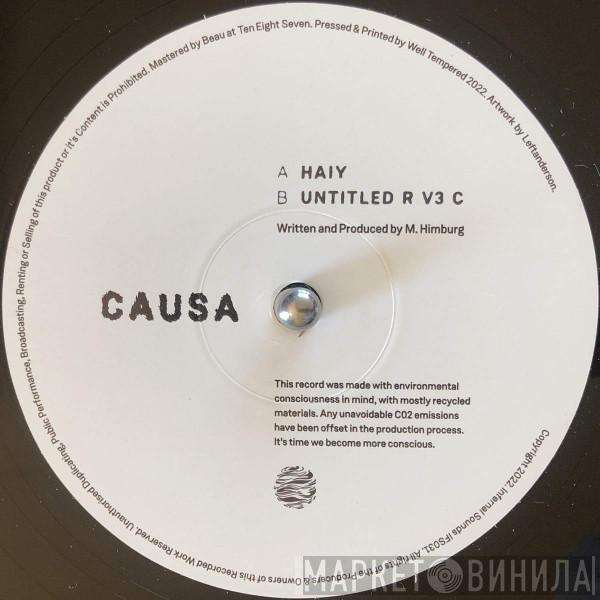 A HAIY
B UNTITLED R V3 C
Written and Produced by M. Himburg
CAUSA
This record was made with environmental
consciousness in mind, with mostly recycled
materials. Any unavoidable C02 emissions
have been offset in the production process.
It's time we become more conscious.
Copyright 2022. Infernal Sounds IFS031. All rights of the Producers & Owners of this Recorded Work Reserved. Unauthorised Duplicating, Public Performance, Broadcasting, Renting or Selling of this product or it's Content is Prohibited. Mastered by Beau at Ten Eight Seven. Pressed & Printed by Well Tempered 2022. Artwork by Leftanderson.
МАРКЕТ ВИНИЛА